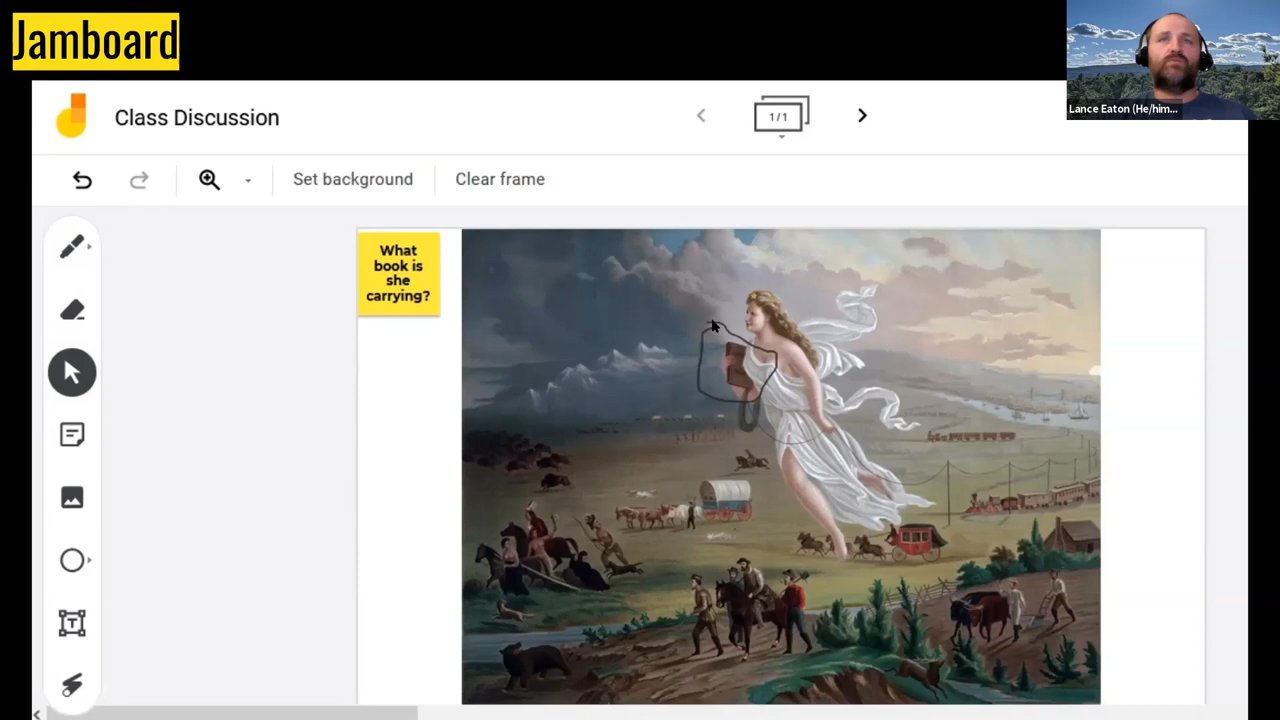 Jamboard
Lance Eaton (He/him...
Class Discussion
1/1
Set background
Clear frame
What
book is
she
carrying?